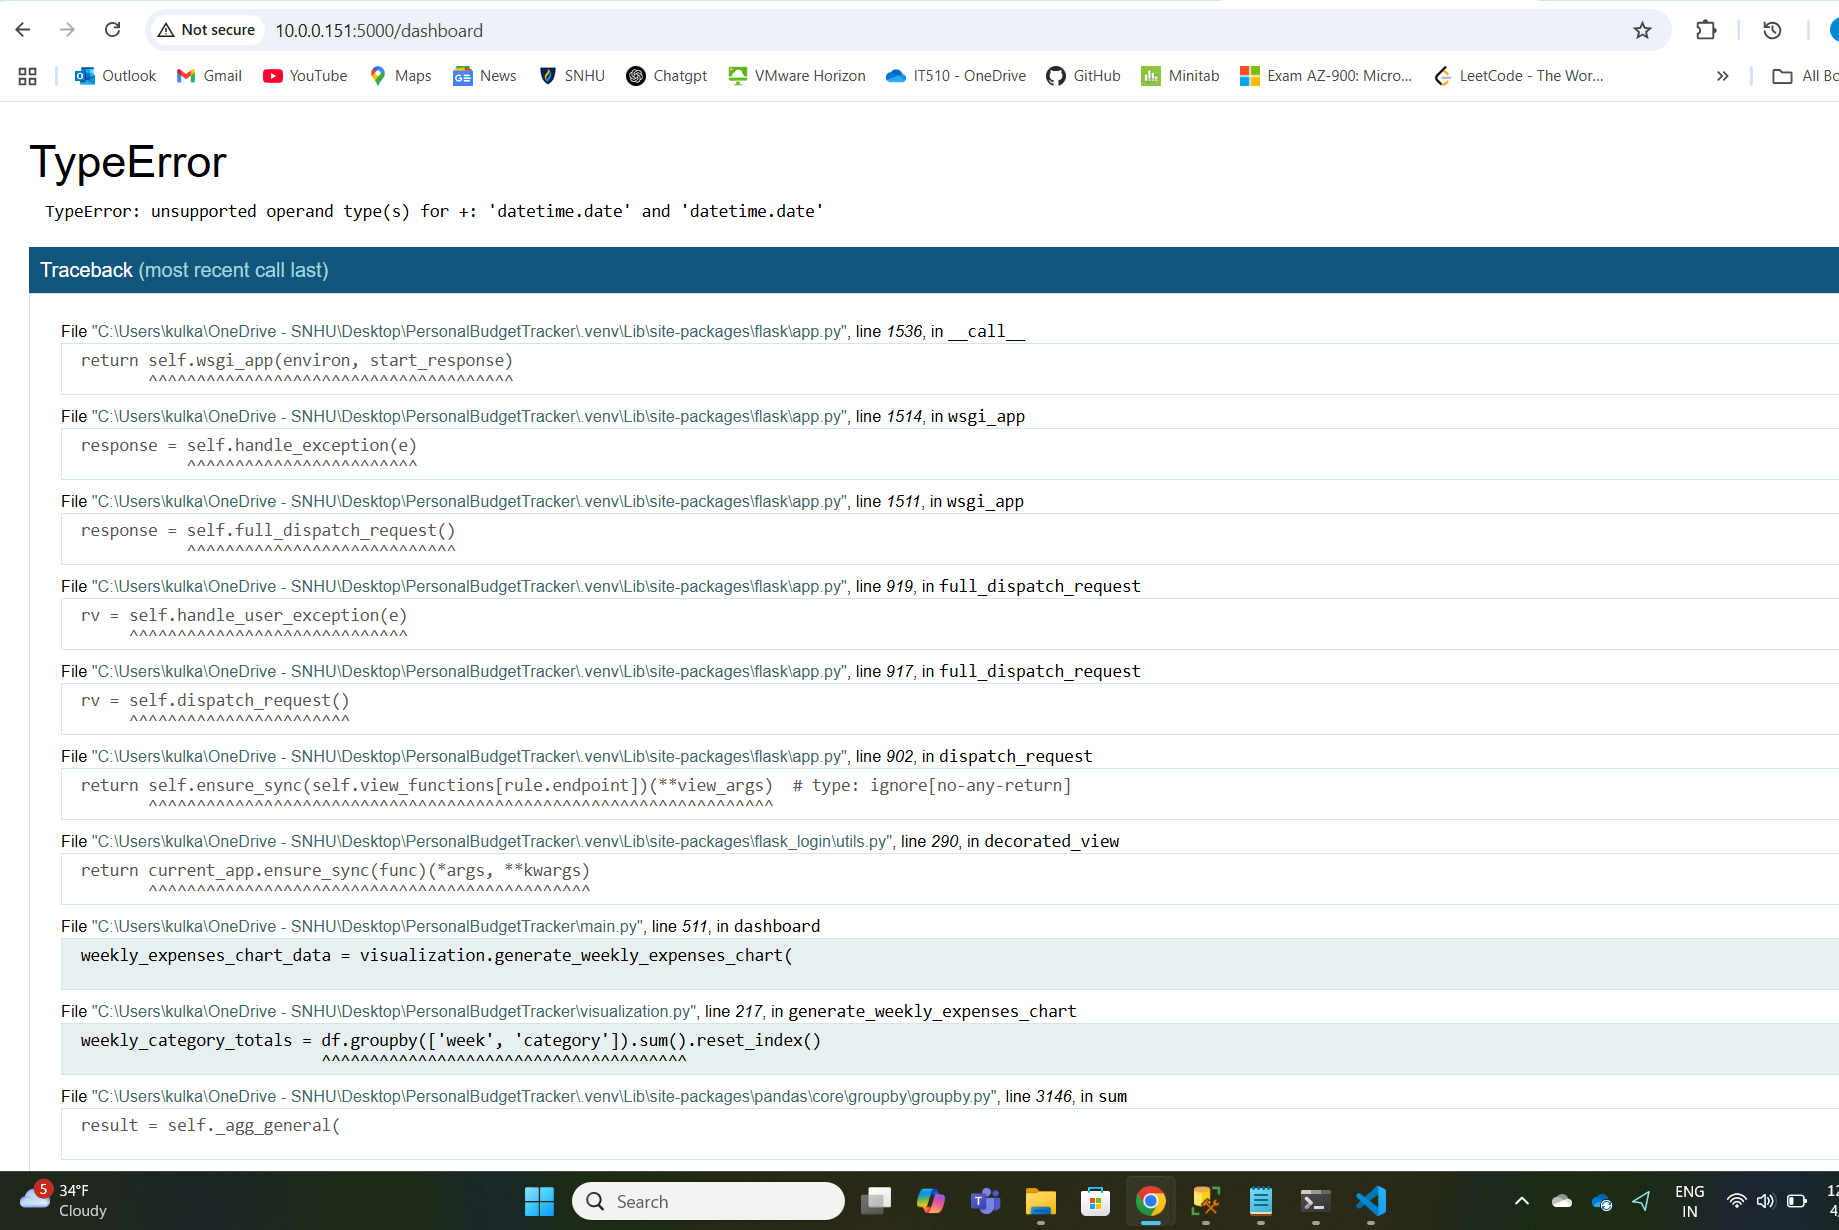 Not secure
10.0.0.151:5000/dashboard
Outlook
Gmail
YouTube
Maps
News
SNHU
Chatgpt
VMware Horizon
IT510 - OneDrive
GitHub
Minitab
Exam AZ-900: Micro...
LeetCode - The Wor...
»
All Bo
TypeError
TypeError: unsupported operand type(s) for +: 'datetime.date' and 'datetime.date'
Traceback (most recent call last)
File "C:\Users\kulka\OneDrive - SNHU\Desktop\PersonalBudgetTracker\.venv\Lib\site-packages\flask\app.py", line 1536, in __call__
return self.wsgi_app(environ, start_response)
^^^^^^^^^^^^^^^^^^^^^^^^^^^^^^^^^^^^^^
File "C:\Users\kulka\OneDrive - SNHU\Desktop\PersonalBudgetTracker\.venv\Lib\site-packages\flask\app.py", line 1514, in wsgi_app
response = self.handle_exception(e)
^^^^^^^^^^^^^^^^^^^^^^^^
File "C:\Users\kulka\OneDrive - SNHU\Desktop\PersonalBudgetTracker\.venv\Lib\site-packages\flask\app.py", line 1511, in wsgi_app
response = self.full_dispatch_request()
^^^^^^^^^^^^^^^^^^^^^^^^^^^^
File "C:\Users\kulka\OneDrive - SNHU\Desktop\PersonalBudgetTracker\.venv\Lib\site-packages\flask\app.py", line 919, in full_dispatch_request
rv = self.handle_user_exception(e)
^^^^^^^^^^^^^^^^^^^^^^^^^^^^^
File "C:\Users\kulka\OneDrive - SNHU\Desktop\PersonalBudgetTracker\.venv\Lib\site-packages\flask\app.py", line 917, in full_dispatch_request
rv = self.dispatch_request()
^^^^^^^^^^^^^^^^^^^^^^^
File "C:\Users\kulka\OneDrive - SNHU\Desktop\PersonalBudgetTracker\.venv\Lib\site-packages\flask\app.py", line 902, in dispatch_request
return self.ensure_sync(self.view_functions[rule.endpoint])(**view_args)  # type: ignore[no-any-return]
^^^^^^^^^^^^^^^^^^^^^^^^^^^^^^^^^^^^^^^^^^^^^^^^^^^^^^^^^^^^^^^^^
File "C:\Users\kulka\OneDrive - SNHU\Desktop\PersonalBudgetTracker\.venv\Lib\site-packages\flask_login\utils.py", line 290, in decorated_view
return current_app.ensure_sync(func)(*args, **kwargs)
^^^^^^^^^^^^^^^^^^^^^^^^^^^^^^^^^^^^^^^^^^^^^^
File "C:\Users\kulka\OneDrive - SNHU\Desktop\PersonalBudgetTracker\main.py", line 511, in dashboard
weekly_expenses_chart_data = visualization.generate_weekly_expenses_chart(
File "C:\Users\kulka\OneDrive - SNHU\Desktop\PersonalBudgetTracker\visualization.py", line 217, in generate_weekly_expenses_chart
weekly_category_totals = df.groupby(['week', 'category']).sum().reset_index()
^^^^^^^^^^^^^^^^^^^^^^^^^^^^^^^^^^^^^^
File "C:\Users\kulka\OneDrive - SNHU\Desktop\PersonalBudgetTracker\.venv\Lib\site-packages\pandas\core\groupby\groupby.py", line 3146, in sum
result = self._agg_general(
5
34°F
Cloudy
Search
ENG
IN